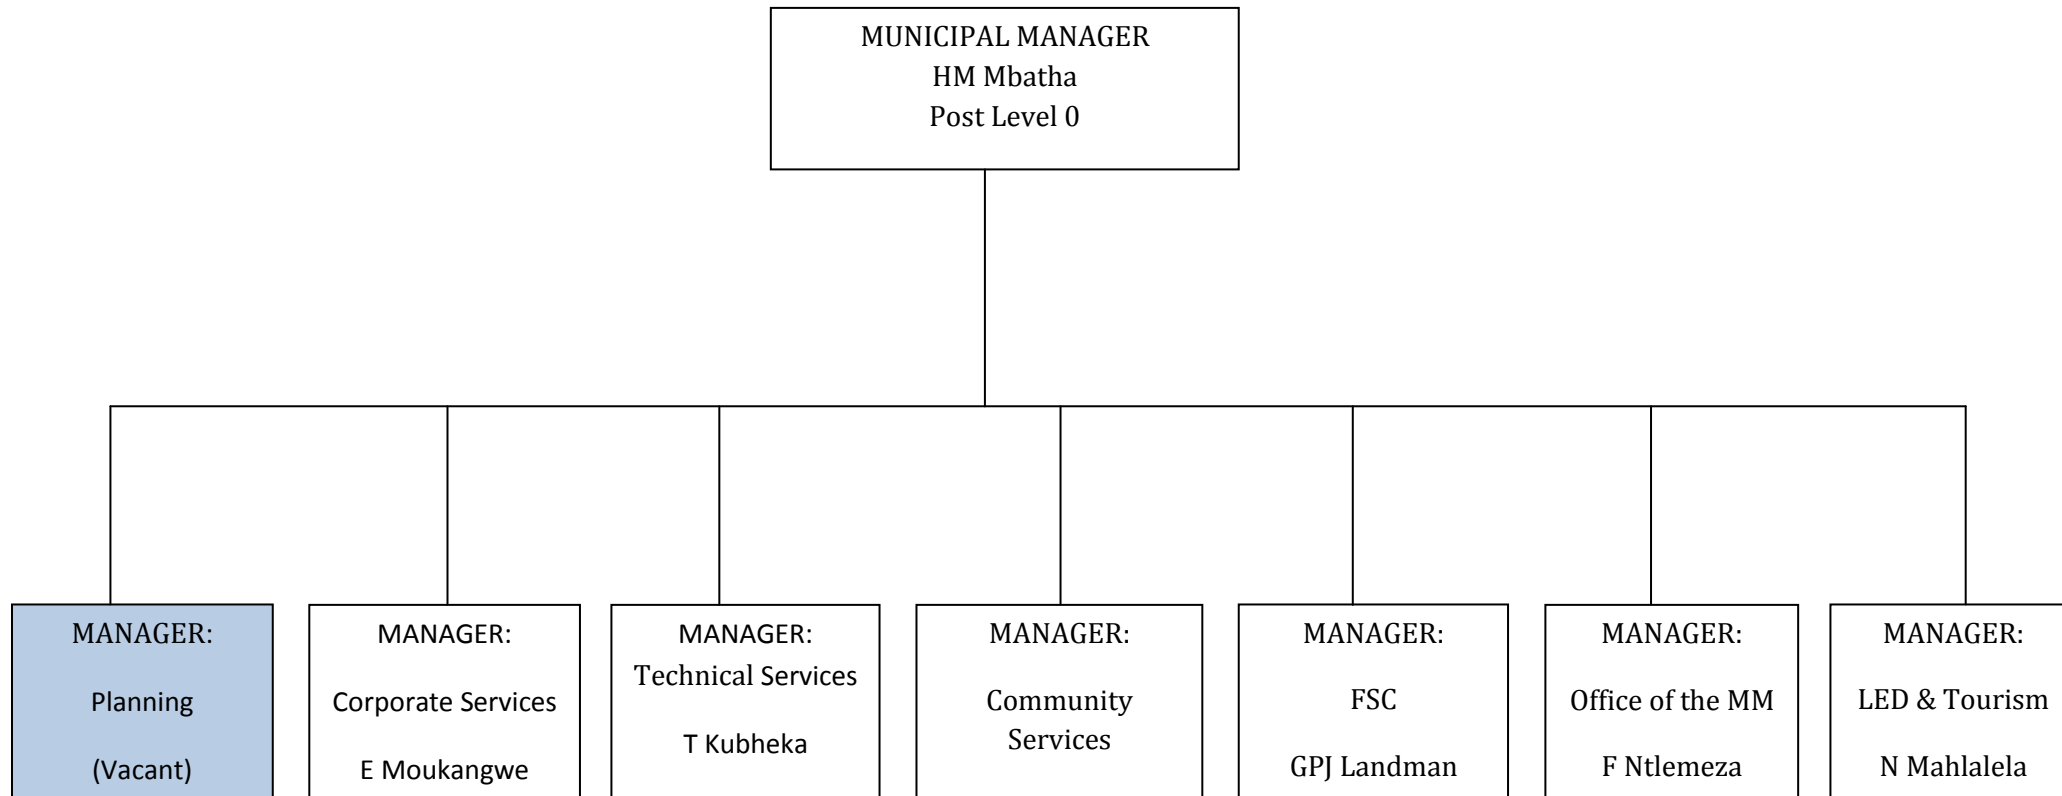 MUNICIPAL MANAGER
HM Mbatha
Post Level 0
MANAGER:
Planning
(Vacant)
MANAGER:
Corporate Services
E Moukangwe
MANAGER:
Technical Services
T Kubheka
MANAGER:
Community
Services
MANAGER:
FSC
GPJ Landman
MANAGER:
Office of the MM
F Ntlemeza
MANAGER:
LED & Tourism
N Mahlalela